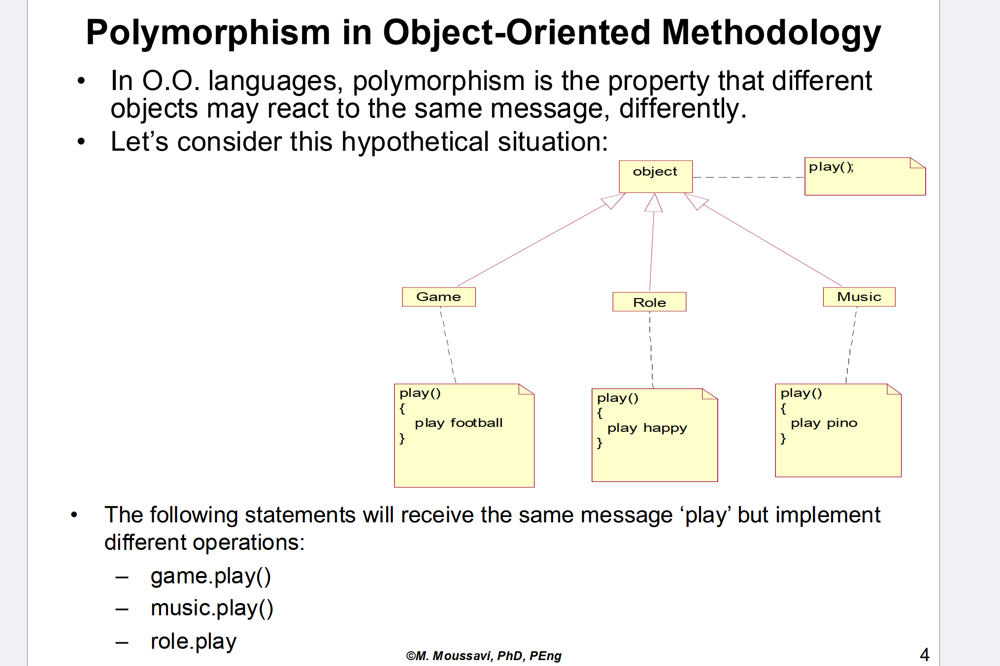 Polymorphism in Object-Oriented Methodology
• In O.O. languages, polymorphism is the property that different
objects may react to the same message, differently.
• Let’s consider this hypothetical situation:
object
play();
Game
Role
Music
play()
{
play football
}
play()
{
play happy
}
play()
{
play pino
}
• The following statements will receive the same message ‘play’ but implement
different operations:
– game.play()
– music.play()
– role.play
©M. Moussavi, PhD, PEng
4